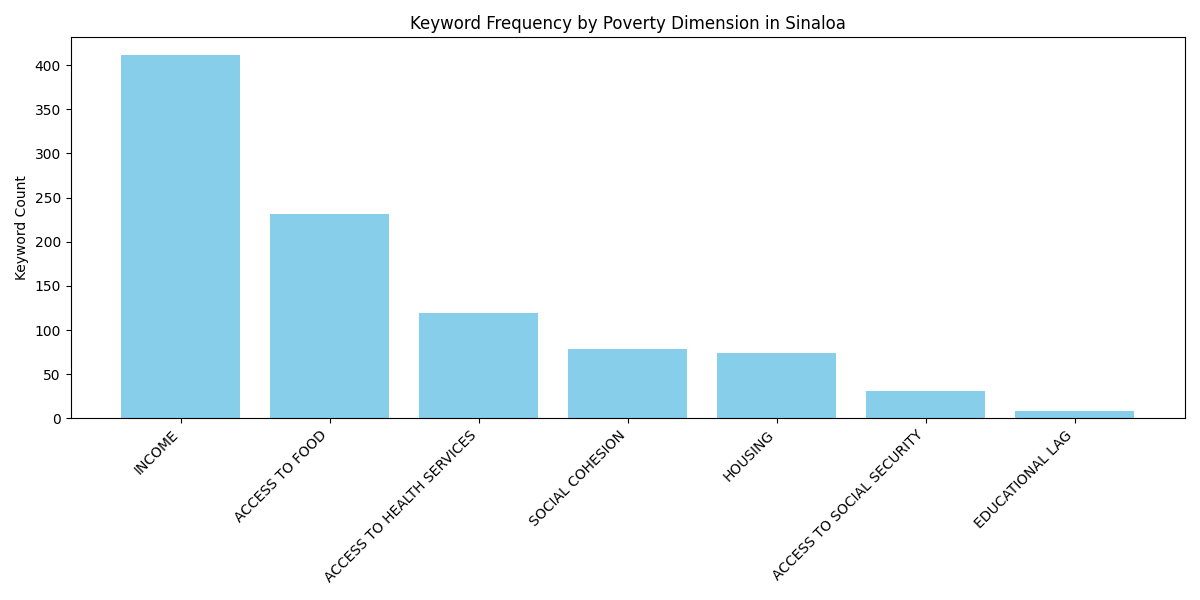 Keyword Frequency by Poverty Dimension in Sinaloa
Keyword Count
400
350
300
250
200
150
100
50
0
INCOME
ACCESS TO FOOD
ACCESS TO HEALTH SERVICES
SOCIAL COHESION
HOUSING
ACCESS TO SOCIAL SECURITY
EDUCATIONAL LAG